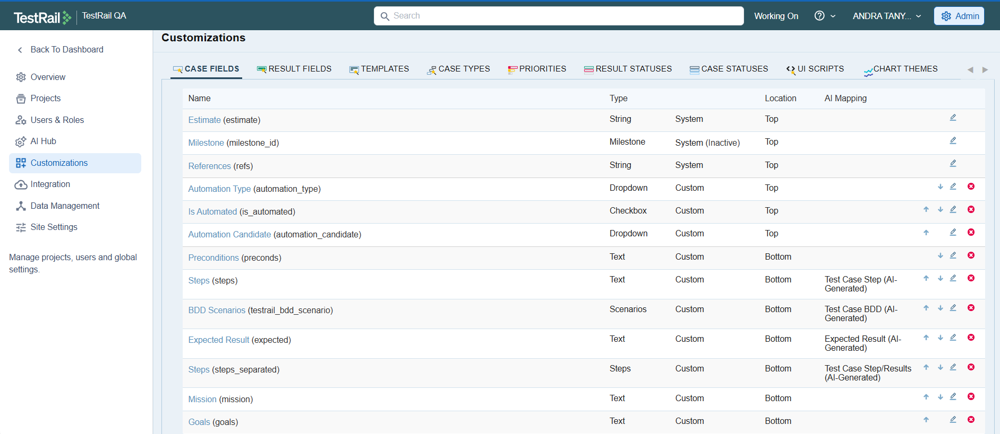 TestRail TestRail QA Search Working On ANDRA TANY... Admin
Customizations
Back To Dashboard
Overview
Projects
Users & Roles
AI Hub
Customizations
Integration
Data Management
Site Settings
Manage projects, users and global
settings.
CASE FIELDS RESULT FIELDS TEMPLATES CASE TYPES PRIORITIES RESULT STATUSES CASE STATUSES UI SCRIPTS CHART THEMES
Name Type Location AI Mapping
Estimate (estimate) String System Top
Milestone (milestone_id) Milestone System (Inactive) Top
References (refs) String System Top
Automation Type (automation_type) Dropdown Custom Top
Is Automated (is_automated) Checkbox Custom Top
Automation Candidate (automation_candidate) Dropdown Custom Top
Preconditions (preconds) Text Custom Bottom
Steps (steps) Text Custom Bottom Test Case Step (AI-
Generated)
BDD Scenarios (testrail_bdd_scenario) Scenarios Custom Bottom Test Case BDD (AI-
Generated)
Expected Result (expected) Text Custom Bottom Expected Result (AI-
Generated)
Steps (steps_separated) Steps Custom Bottom Test Case Step/Results
(AI-Generated)
Mission (mission) Text Custom Bottom
Goals (goals) Text Custom Bottom